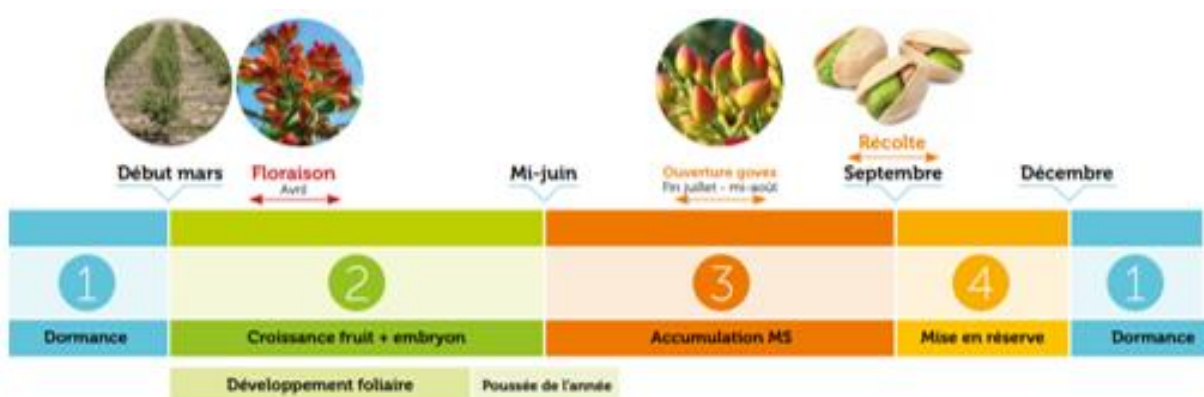 Récolte
Début mars
Floraison
Avril
Mi-juin
Ouverture goves
Fin juillet - mi-août
Septembre
Décembre
1
2
3
4
1
Dormance
Croissance fruit + embryon
Accumulation MS
Mise en réserve
Dormance
Développement foliaire
Poussée de l'année